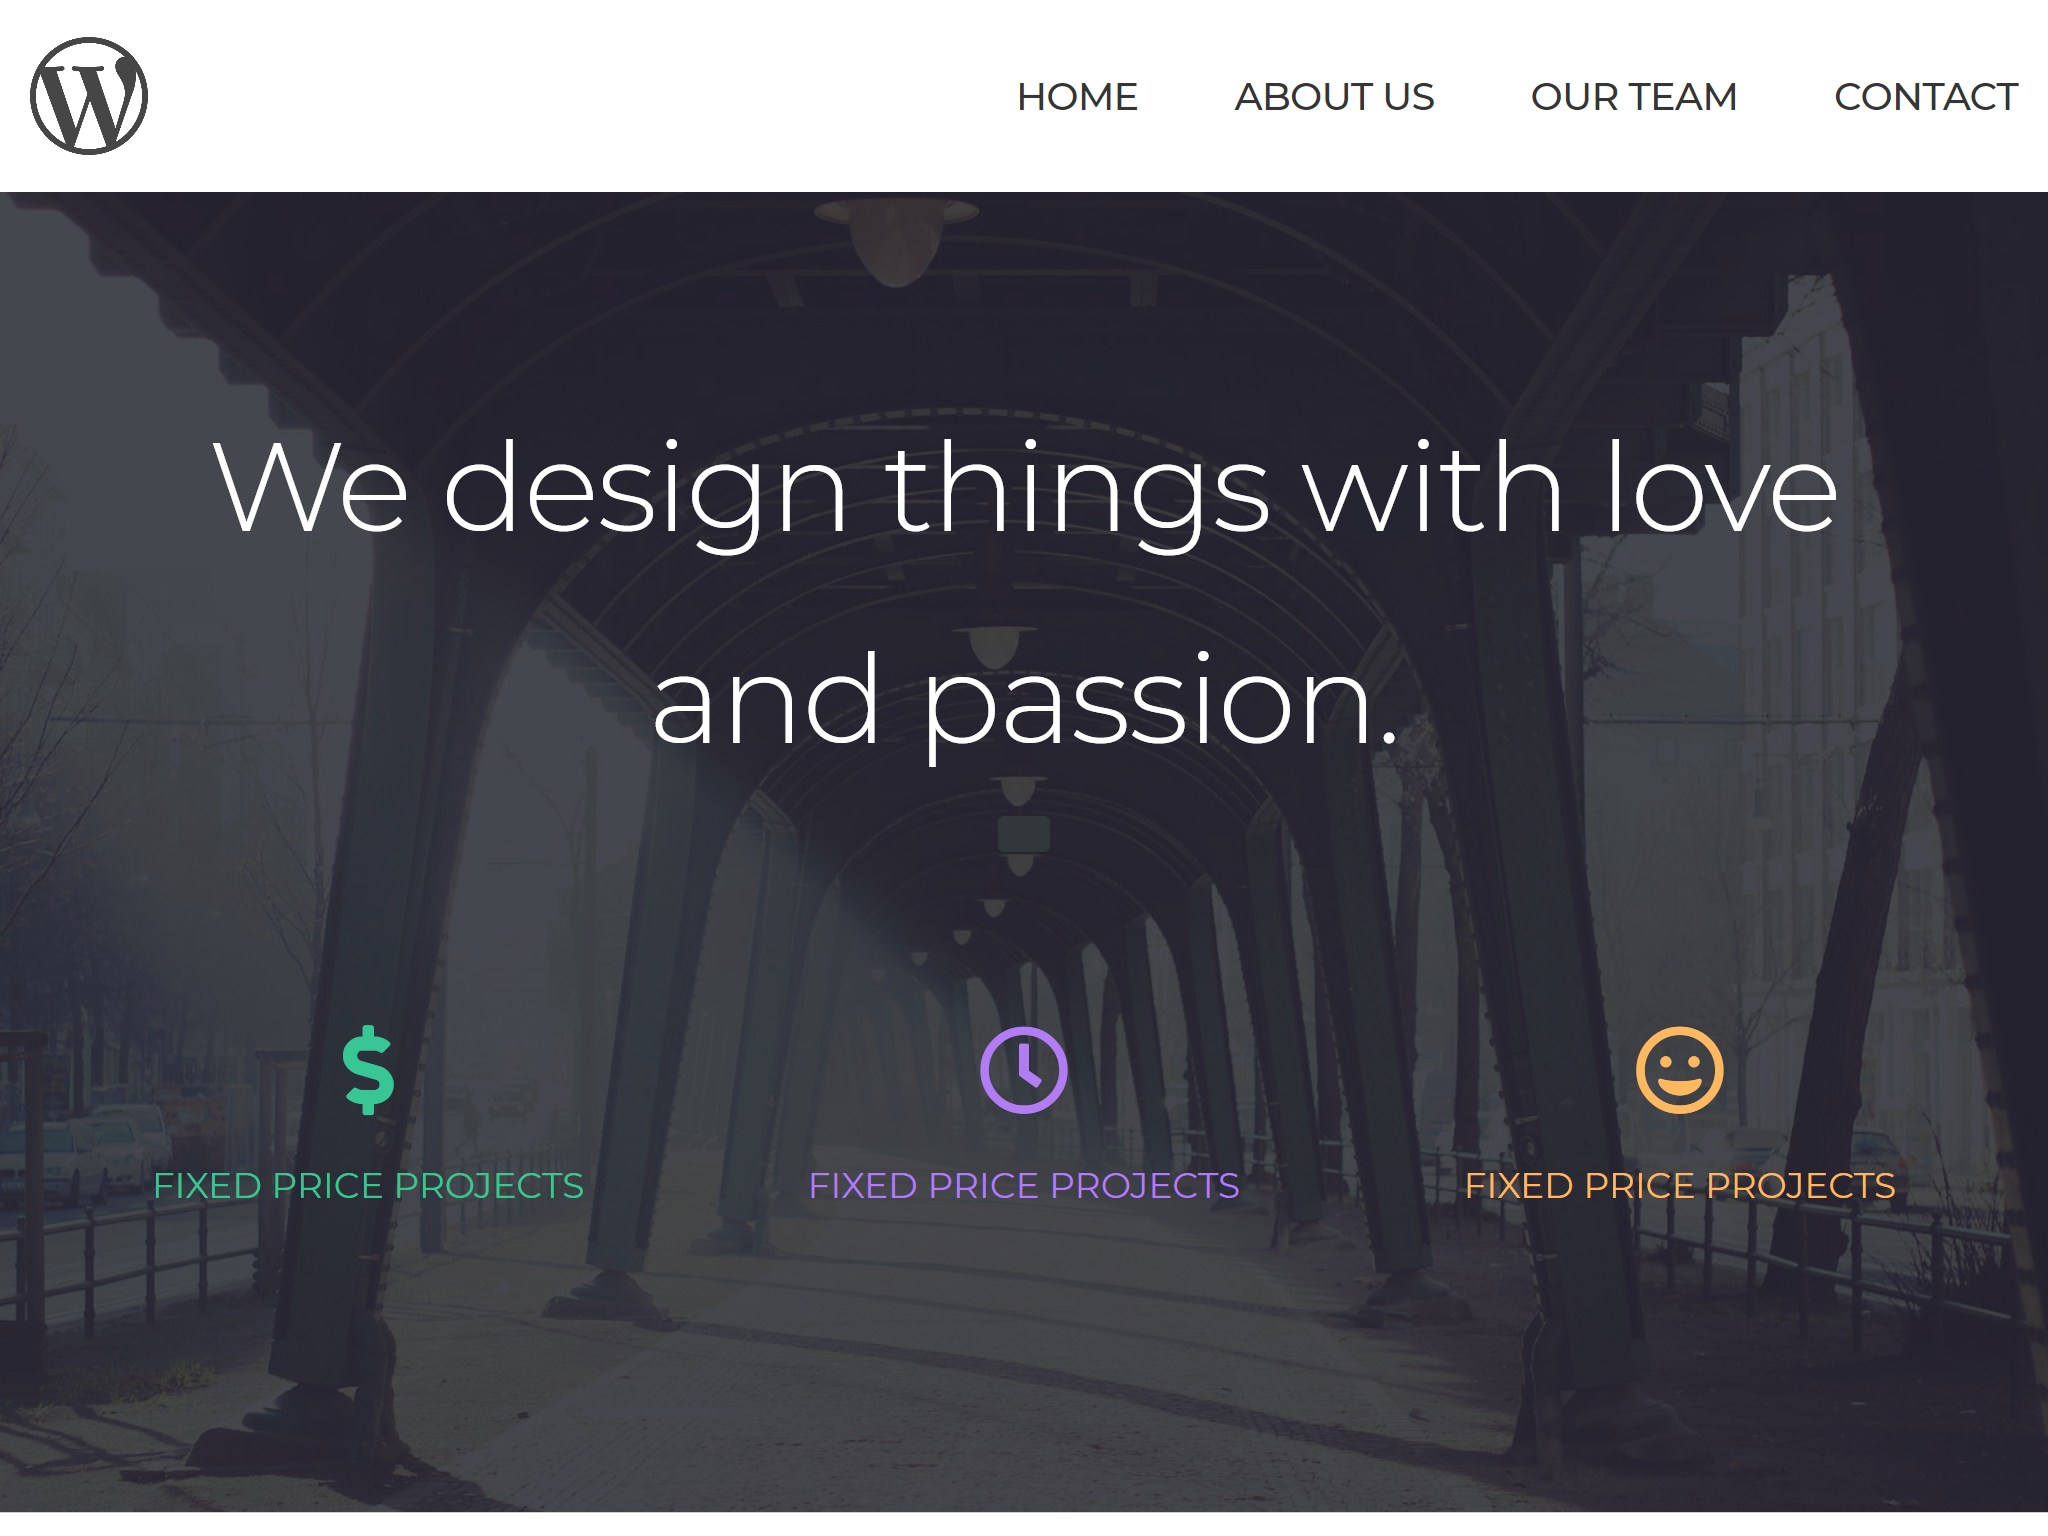 W
HOME ABOUT US OUR TEAM CONTACT
We design things with love
and passion.
$
FIXED PRICE PROJECTS FIXED PRICE PROJECTS FIXED PRICE PROJECTS